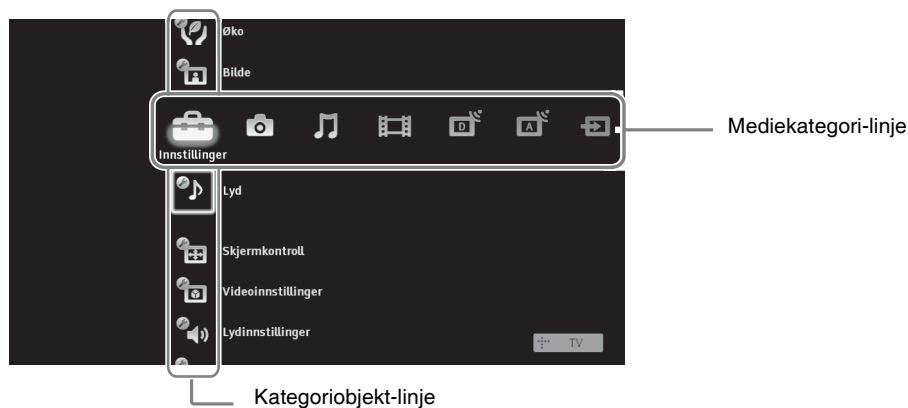 Øko
Bilde
Mediekategori-linje
Innstillinger
Lyd
Skjermkontroll
Videoinnstillinger
Lydinnstillinger
TV
Kategoriobjekt-linje